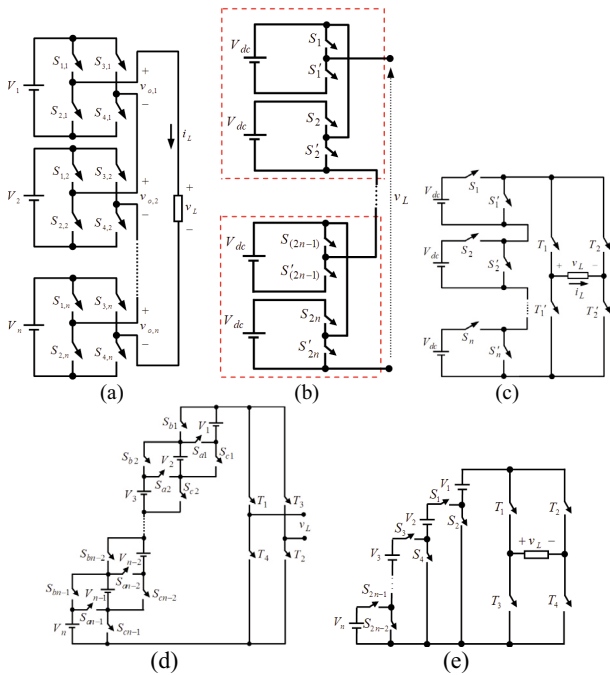 V1
S1,1
S3,1
S2,1
S4,1
+
vo,1
−
iL
V2
S1,2
S3,2
S2,2
S4,2
+
vo,2
−
+
vL
−
Vn
S1,n
S3,n
S2,n
S4,n
+
vo,n
−
(a)
Vdc
S1
S′1
Vdc
S2
S′2
vL
Vdc
S(2n−1)
S′(2n−1)
Vdc
S2n
S′2n
(b)
S1
Vdc
S′1
S2
Vdc
S′2
Sn
Vdc
S′n
T1
T2
+ vL −
iL
T1′
T2′
(c)
Sb1
V1
Sa1
Sc1
Sb2
V2
Sa2
Sc2
V3
Sbn−2
Vn−2
San−2
Scn−2
Sbn−1
Vn−1
San−1
Scn−1
Vn
T1
T3
vL
T4
T2
(d)
V1
S1
S2
V2
S3
S4
V3
S2n−1
S2n−2
Vn
T1
T2
+ vL −
T3
T4
(e)